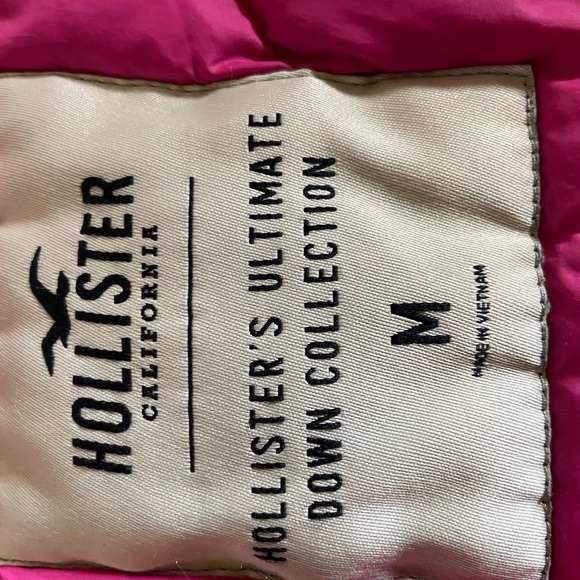 HOLLISTER
CALIFORNIA
HOLLISTER'S ULTIMATE
DOWN COLLECTION
M
MADE IN VIETNAM